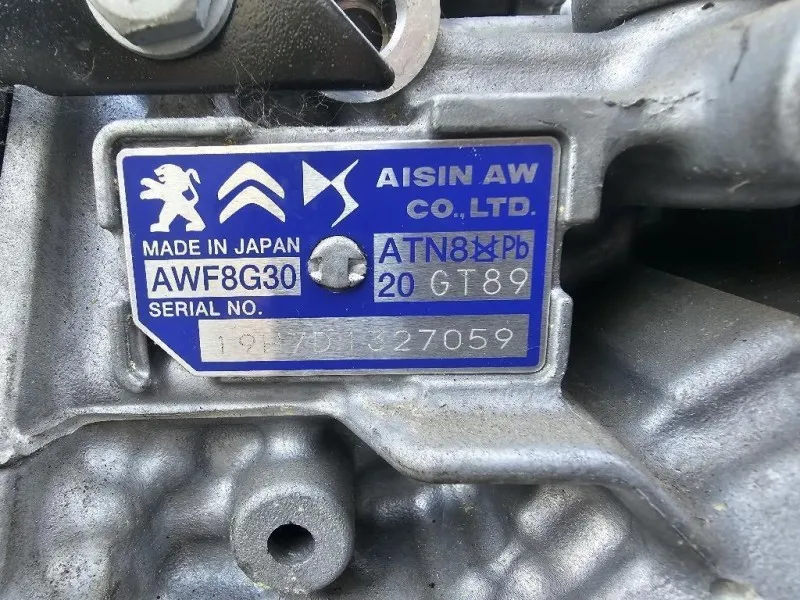 AISIN AW
CO.,LTD.
MADE IN JAPAN
ATN8 Pb
AWF8G30
20 GT89
SERIAL NO.